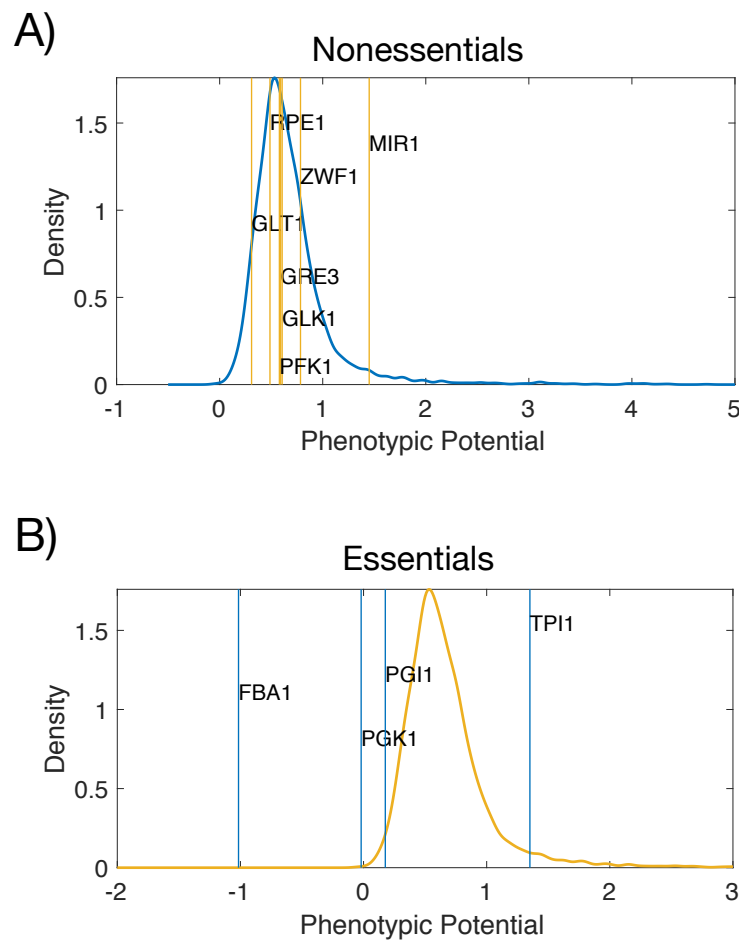 A)
Nonessentials
1.5
1
0.5
0
Density
RPE1
MIR1
ZWF1
GLT1
GRE3
GLK1
PFK1
-1 0 1 2 3 4 5
Phenotypic Potential
B)
Essentials
1.5
1
0.5
0
Density
TPI1
PGI1
FBA1
PGK1
-2 -1 0 1 2 3
Phenotypic Potential